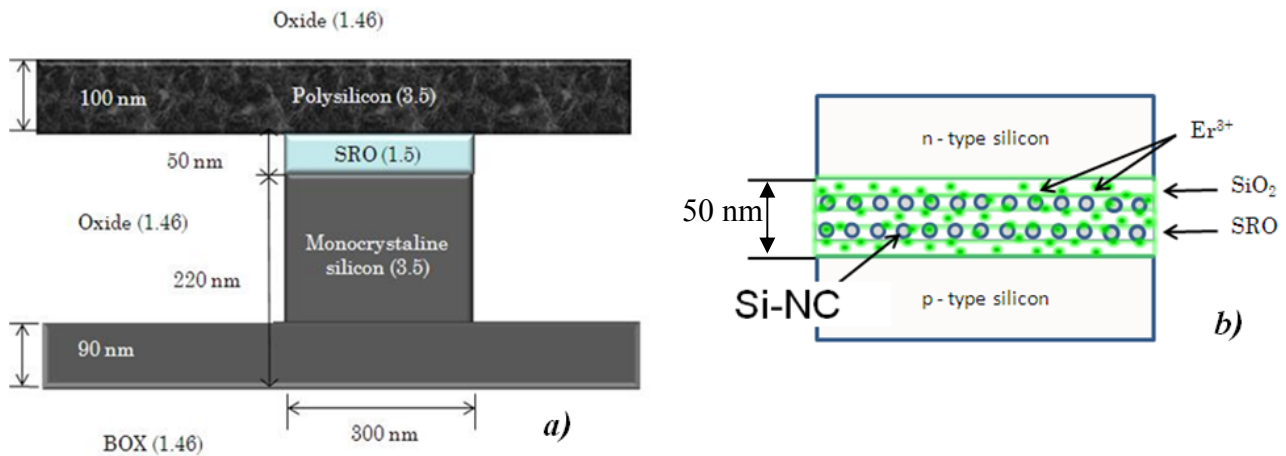 Oxide (1.46)
100 nm
Polysilicon (3.5)
50 nm
SRO (1.5)
Oxide (1.46)
Monocrystaline
silicon (3.5)
220 nm
90 nm
300 nm
a)
BOX (1.46)
n - type silicon
Er³⁺
SiO₂
50 nm
SRO
Si-NC
p - type silicon
b)